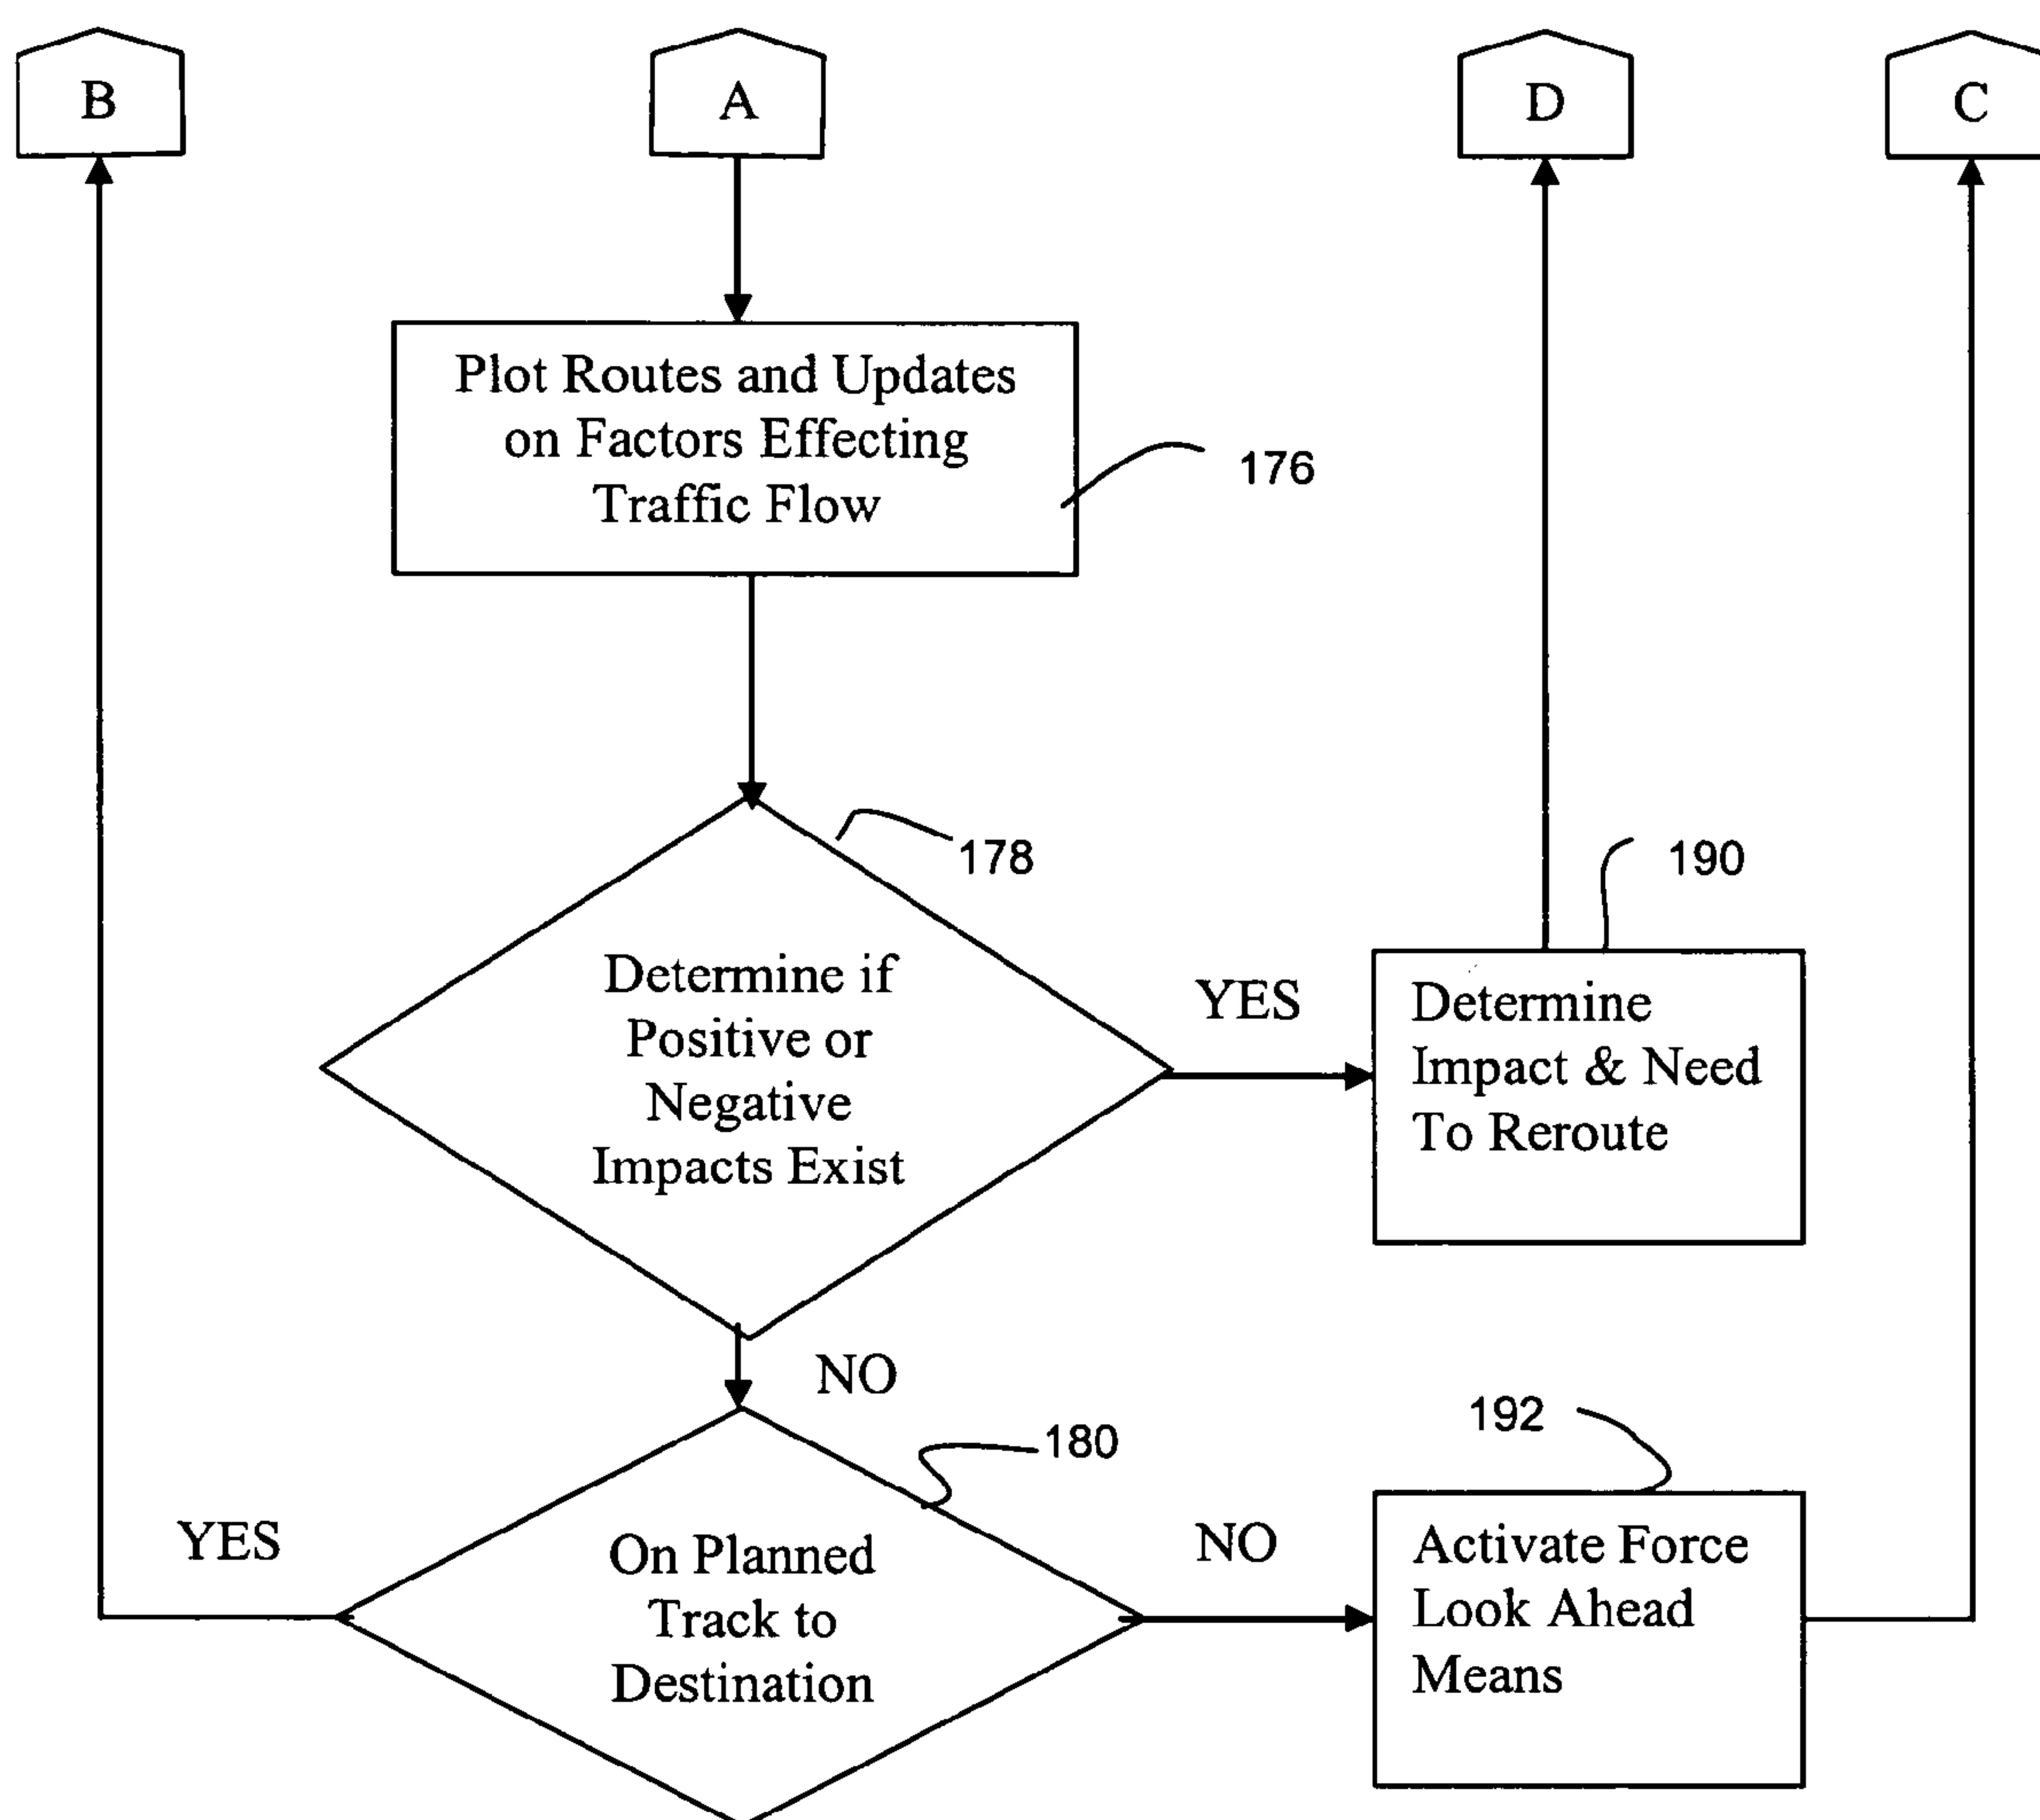 B
A
D
C
Plot Routes and Updates
on Factors Effecting
Traffic Flow
176
178
190
Determine if
Positive or
Negative
Impacts Exist
YES
Determine
Impact & Need
To Reroute
NO
180
192
YES
On Planned
Track to
Destination
NO
Activate Force
Look Ahead
Means